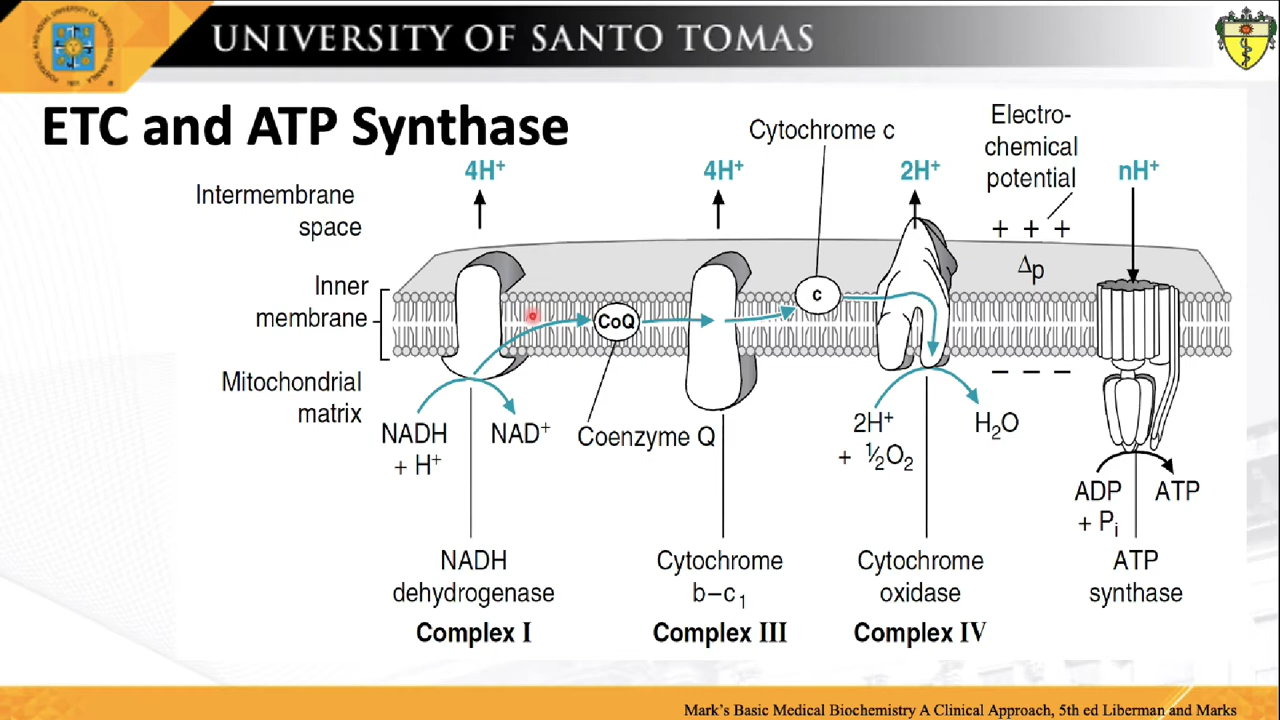 UNIVERSITY OF SANTO TOMAS
ETC and ATP Synthase
Cytochrome c
Electro-
chemical
potential
4H⁺
4H⁺
2H⁺
nH⁺
Intermembrane
space
+ + +
Δp
Inner
membrane
c
CoQ
Mitochondrial
matrix
– – –
NADH
+ H⁺
NAD⁺
Coenzyme Q
2H⁺
+ ½O₂
H₂O
ADP
+ Pᵢ
ATP
NADH
dehydrogenase
Complex I
Cytochrome
b–c₁
Complex III
Cytochrome
oxidase
Complex IV
ATP
synthase
Mark's Basic Medical Biochemistry A Clinical Approach, 5th ed Liberman and Marks